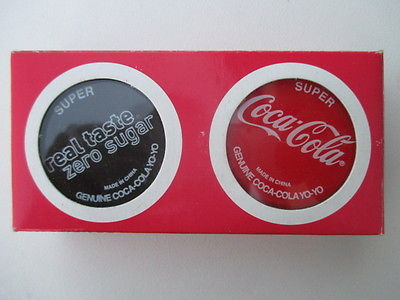 SUPER
real taste
zero sugar
MADE IN CHINA
GENUINE COCA-COLA YO-YO
SUPER
Coca-Cola®
MADE IN CHINA
GENUINE COCA-COLA YO-YO